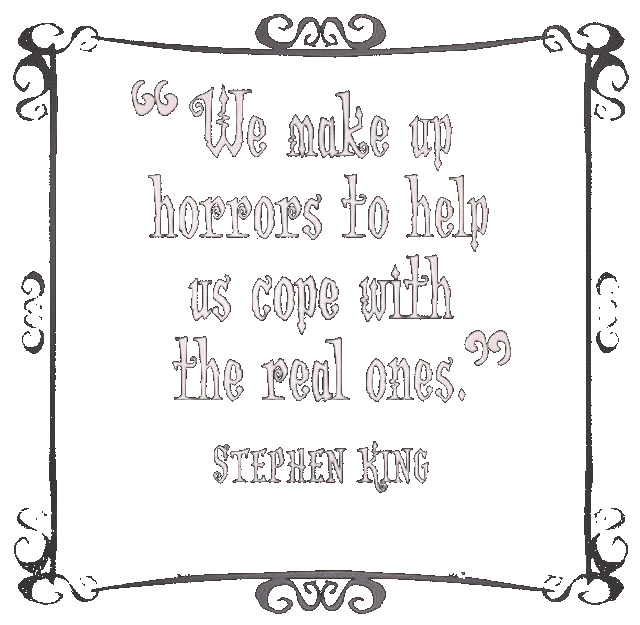 “We make up
horrors to help
us cope with
the real ones.”
Stephen King